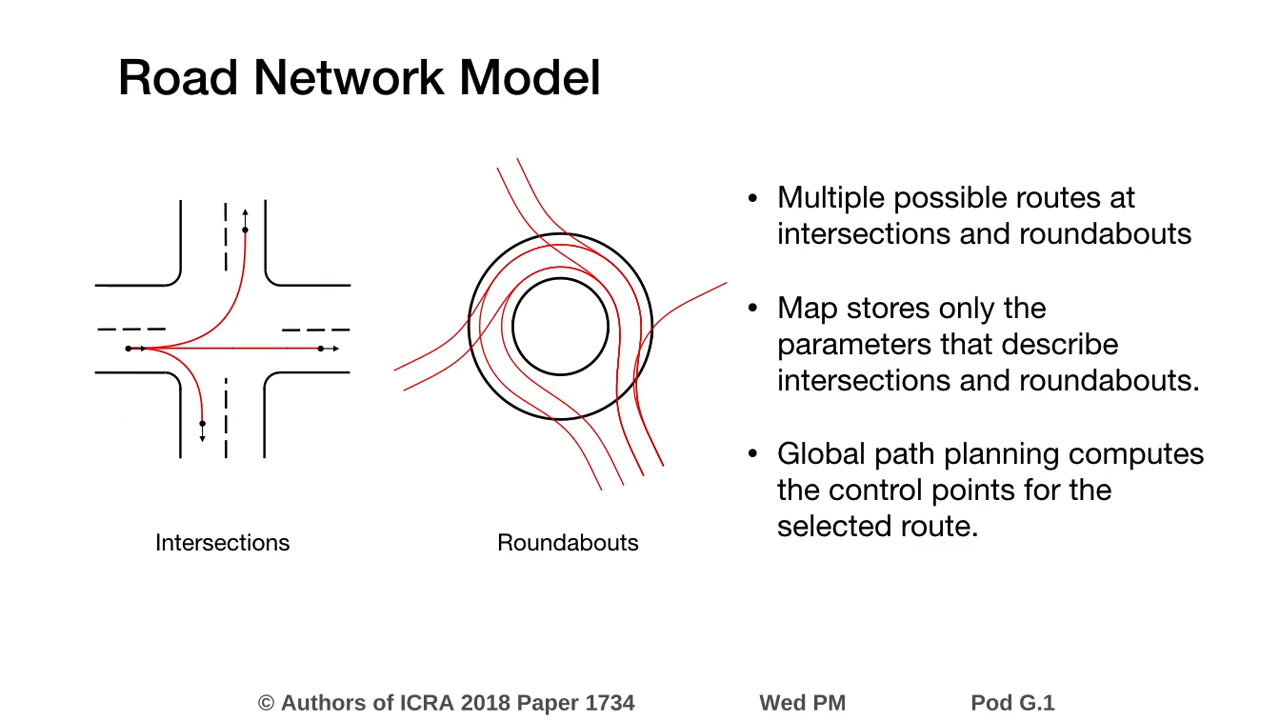 Road Network Model
• Multiple possible routes at
intersections and roundabouts
• Map stores only the
parameters that describe
intersections and roundabouts.
• Global path planning computes
the control points for the
selected route.
Intersections
Roundabouts
© Authors of ICRA 2018 Paper 1734 Wed PM Pod G.1